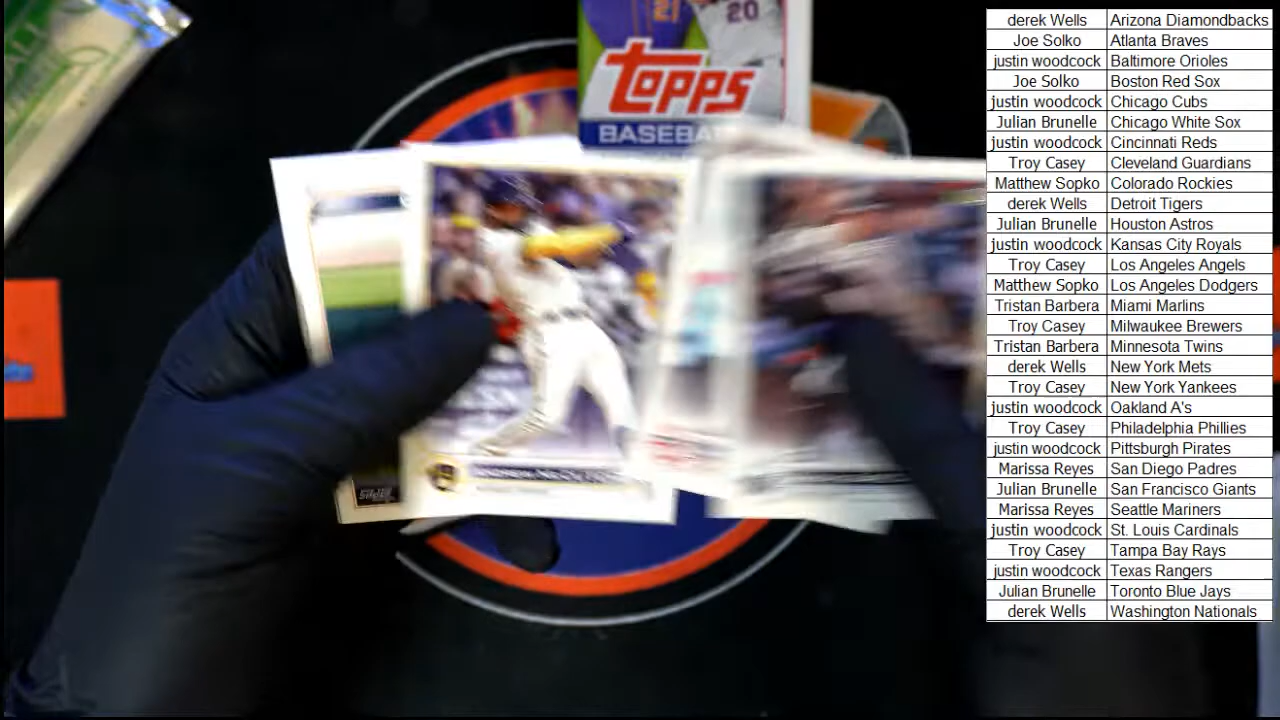 21
20
topps
BASEBA
derek Wells Arizona Diamondbacks
Joe Solko Atlanta Braves
justin woodcock Baltimore Orioles
Joe Solko Boston Red Sox
justin woodcock Chicago Cubs
Julian Brunelle Chicago White Sox
justin woodcock Cincinnati Reds
Troy Casey Cleveland Guardians
Matthew Sopko Colorado Rockies
derek Wells Detroit Tigers
Julian Brunelle Houston Astros
justin woodcock Kansas City Royals
Troy Casey Los Angeles Angels
Matthew Sopko Los Angeles Dodgers
Tristan Barbera Miami Marlins
Troy Casey Milwaukee Brewers
Tristan Barbera Minnesota Twins
derek Wells New York Mets
Troy Casey New York Yankees
justin woodcock Oakland A's
Troy Casey Philadelphia Phillies
justin woodcock Pittsburgh Pirates
Marissa Reyes San Diego Padres
Julian Brunelle San Francisco Giants
Marissa Reyes Seattle Mariners
justin woodcock St. Louis Cardinals
Troy Casey Tampa Bay Rays
justin woodcock Texas Rangers
Julian Brunelle Toronto Blue Jays
derek Wells Washington Nationals